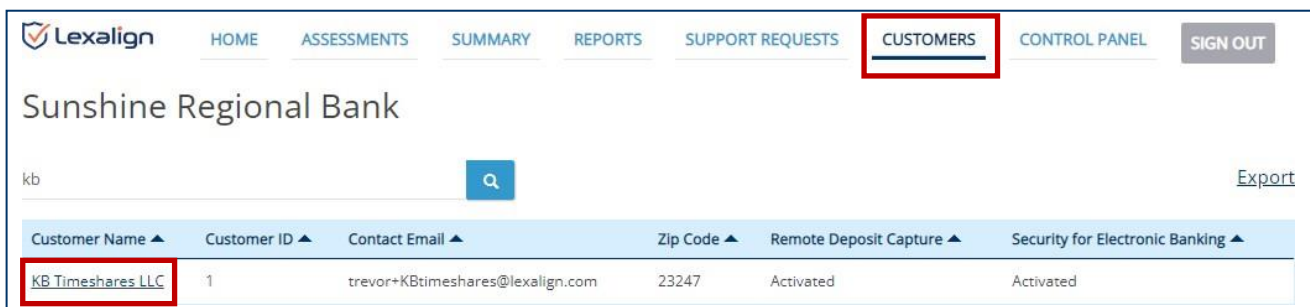 Lexalign HOME ASSESSMENTS SUMMARY REPORTS SUPPORT REQUESTS CUSTOMERS CONTROL PANEL SIGN OUT
Sunshine Regional Bank
kb Export
Customer Name Customer ID Contact Email Zip Code Remote Deposit Capture Security for Electronic Banking
KB Timeshares LLC 1 trevor+KBtimeshares@lexalign.com 23247 Activated Activated